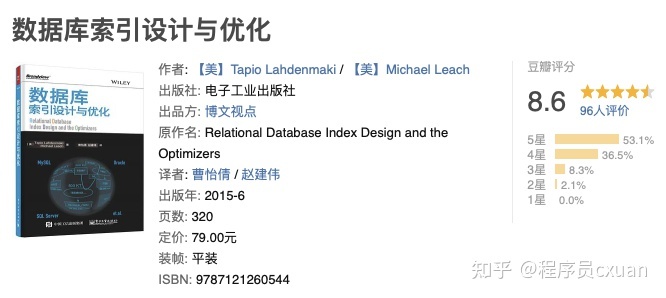 数据库索引设计与优化
作者: 【美】Tapio Lahdenmaki / 【美】Michael Leach
出版社: 电子工业出版社
出品方: 博文视点
原作名: Relational Database Index Design and the
Optimizers
译者: 曹怡倩 / 赵建伟
出版年: 2015-6
页数: 320
定价: 79.00元
装帧: 平装
ISBN: 9787121260544
豆瓣评分
8.6
96人评价
5星 53.1%
4星 36.5%
3星 8.3%
2星 2.1%
1星 0.0%
WILEY
数据库
索引设计与优化
Relational Database
Index Design and the Optimizers
MySQL
Oracle
SQL Server
et al.
知乎 @程序员cxuan